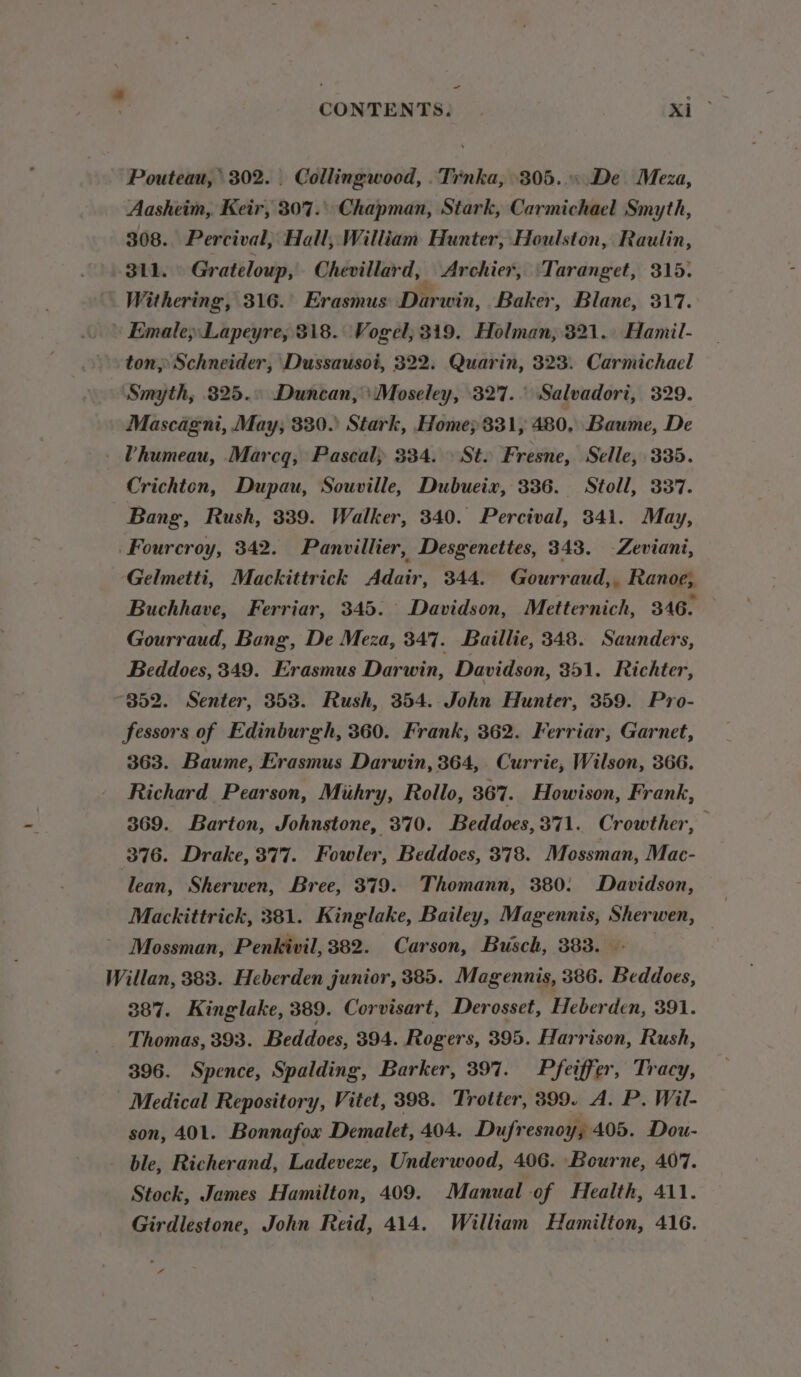 CONTENTS. xi
Pouteau, 302. Collingwood, Trnka, 305. De Meza,
Aasheim, Keir, 307. Chapman, Stark, Carmichael Smyth,
308. Percival, Hall, William Hunter, Houlston, Raulin,
311. Grateloup, Chevillard, Archier, Taranget, 315.
Withering, 316. Erasmus Darwin, Baker, Blane, 317.
Emale, Lapeyre, 318. Vogel, 319. Holman, 321. Hamil-
ton, Schneider, Dussausoi, 322. Quarin, 323. Carmichael
Smyth, 325. Duncan, Moseley, 327. Salvadori, 329.
Mascagni, May, 330. Stark, Home, 331, 480. Baume, De
l'humeau, Marcq, Pascal, 334. St. Fresne, Selle, 335.
Crichton, Dupau, Souville, Dubueix, 336. Stoll, 337.
Bang, Rush, 339. Walker, 340. Percival, 341. May,
Fourcroy, 342. Panvillier, Desgenettes, 343. Zeviani,
Gelmetti, Mackittrick Adair, 344. Gourraud, Ranoe,
Buchhave, Ferriar, 345. Davidson, Metternich, 346.
Gourraud, Bang, De Meza, 347. Baillie, 348. Saunders,
Beddoes, 349. Erasmus Darwin, Davidson, 351. Richter,
352. Senter, 353. Rush, 354. John Hunter, 359. Pro-
fessors of Edinburgh, 360. Frank, 362. Ferriar, Garnet,
363. Baume, Erasmus Darwin, 364, Currie, Wilson, 366.
Richard Pearson, Mühry, Rollo, 367. Howison, Frank,
369. Barton, Johnstone, 370. Beddoes, 371. Crowther,
376. Drake, 377. Fowler, Beddoes, 378. Mossman, Mac-
lean, Sherwen, Bree, 379. Thomann, 380. Davidson,
Mackittrick, 381. Kinglake, Bailey, Magennis, Sherwen,
Mossman, Penkivil, 382. Carson, Busch, 383.
Willan, 383. Heberden junior, 385. Magennis, 386. Beddoes,
387. Kinglake, 389. Corvisart, Derosset, Heberden, 391.
Thomas, 393. Beddoes, 394. Rogers, 395. Harrison, Rush,
396. Spence, Spalding, Barker, 397. Pfeiffer, Tracy,
Medical Repository, Vitet, 398. Trotter, 399. A. P. Wil-
son, 401. Bonnafox Demalet, 404. Dufresnoy, 405. Dou-
ble, Richerand, Ladeveze, Underwood, 406. Bourne, 407.
Stock, James Hamilton, 409. Manual of Health, 411.
Girdlestone, John Reid, 414. William Hamilton, 416.